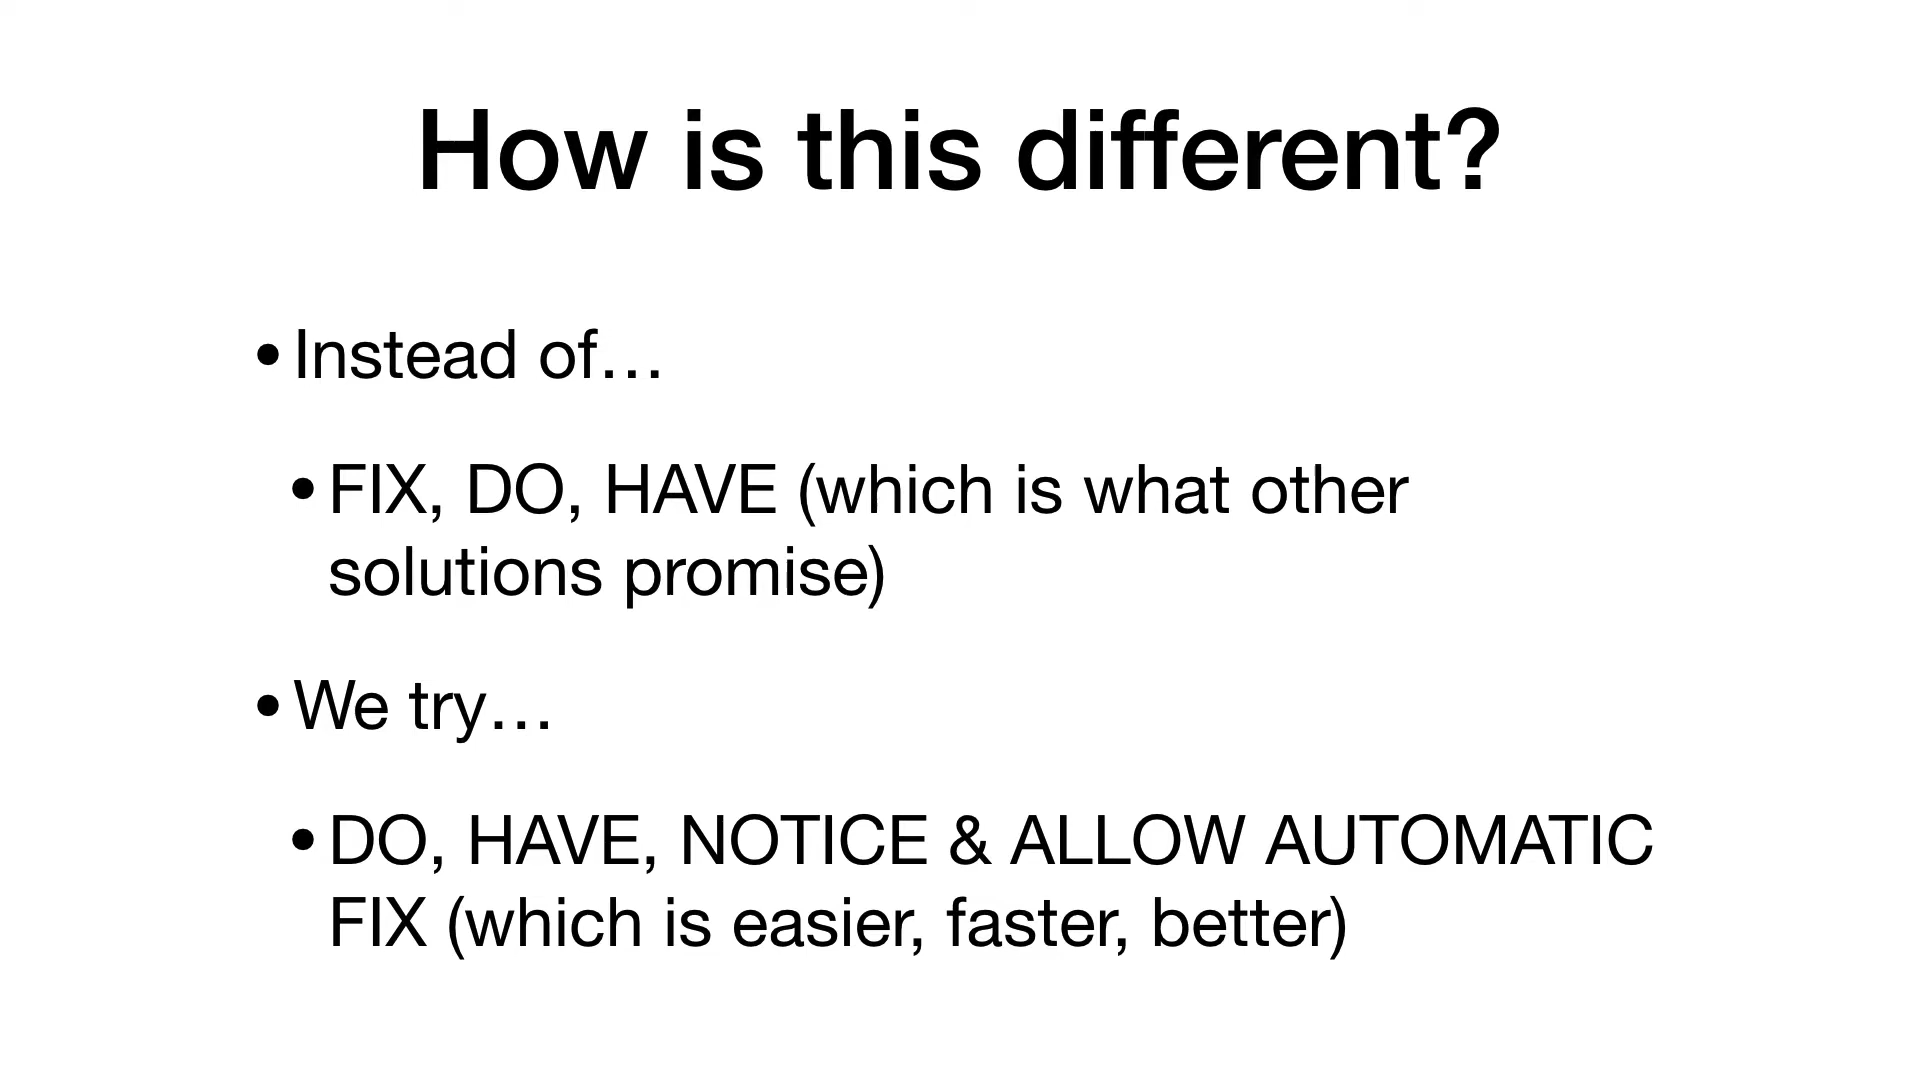 How is this different?
• Instead of…
• FIX, DO, HAVE (which is what other
solutions promise)
• We try…
• DO, HAVE, NOTICE & ALLOW AUTOMATIC
FIX (which is easier, faster, better)